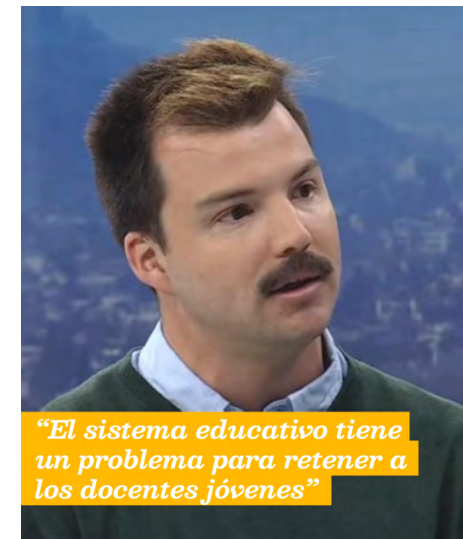 “El sistema educativo tiene
un problema para retener a
los docentes jóvenes”